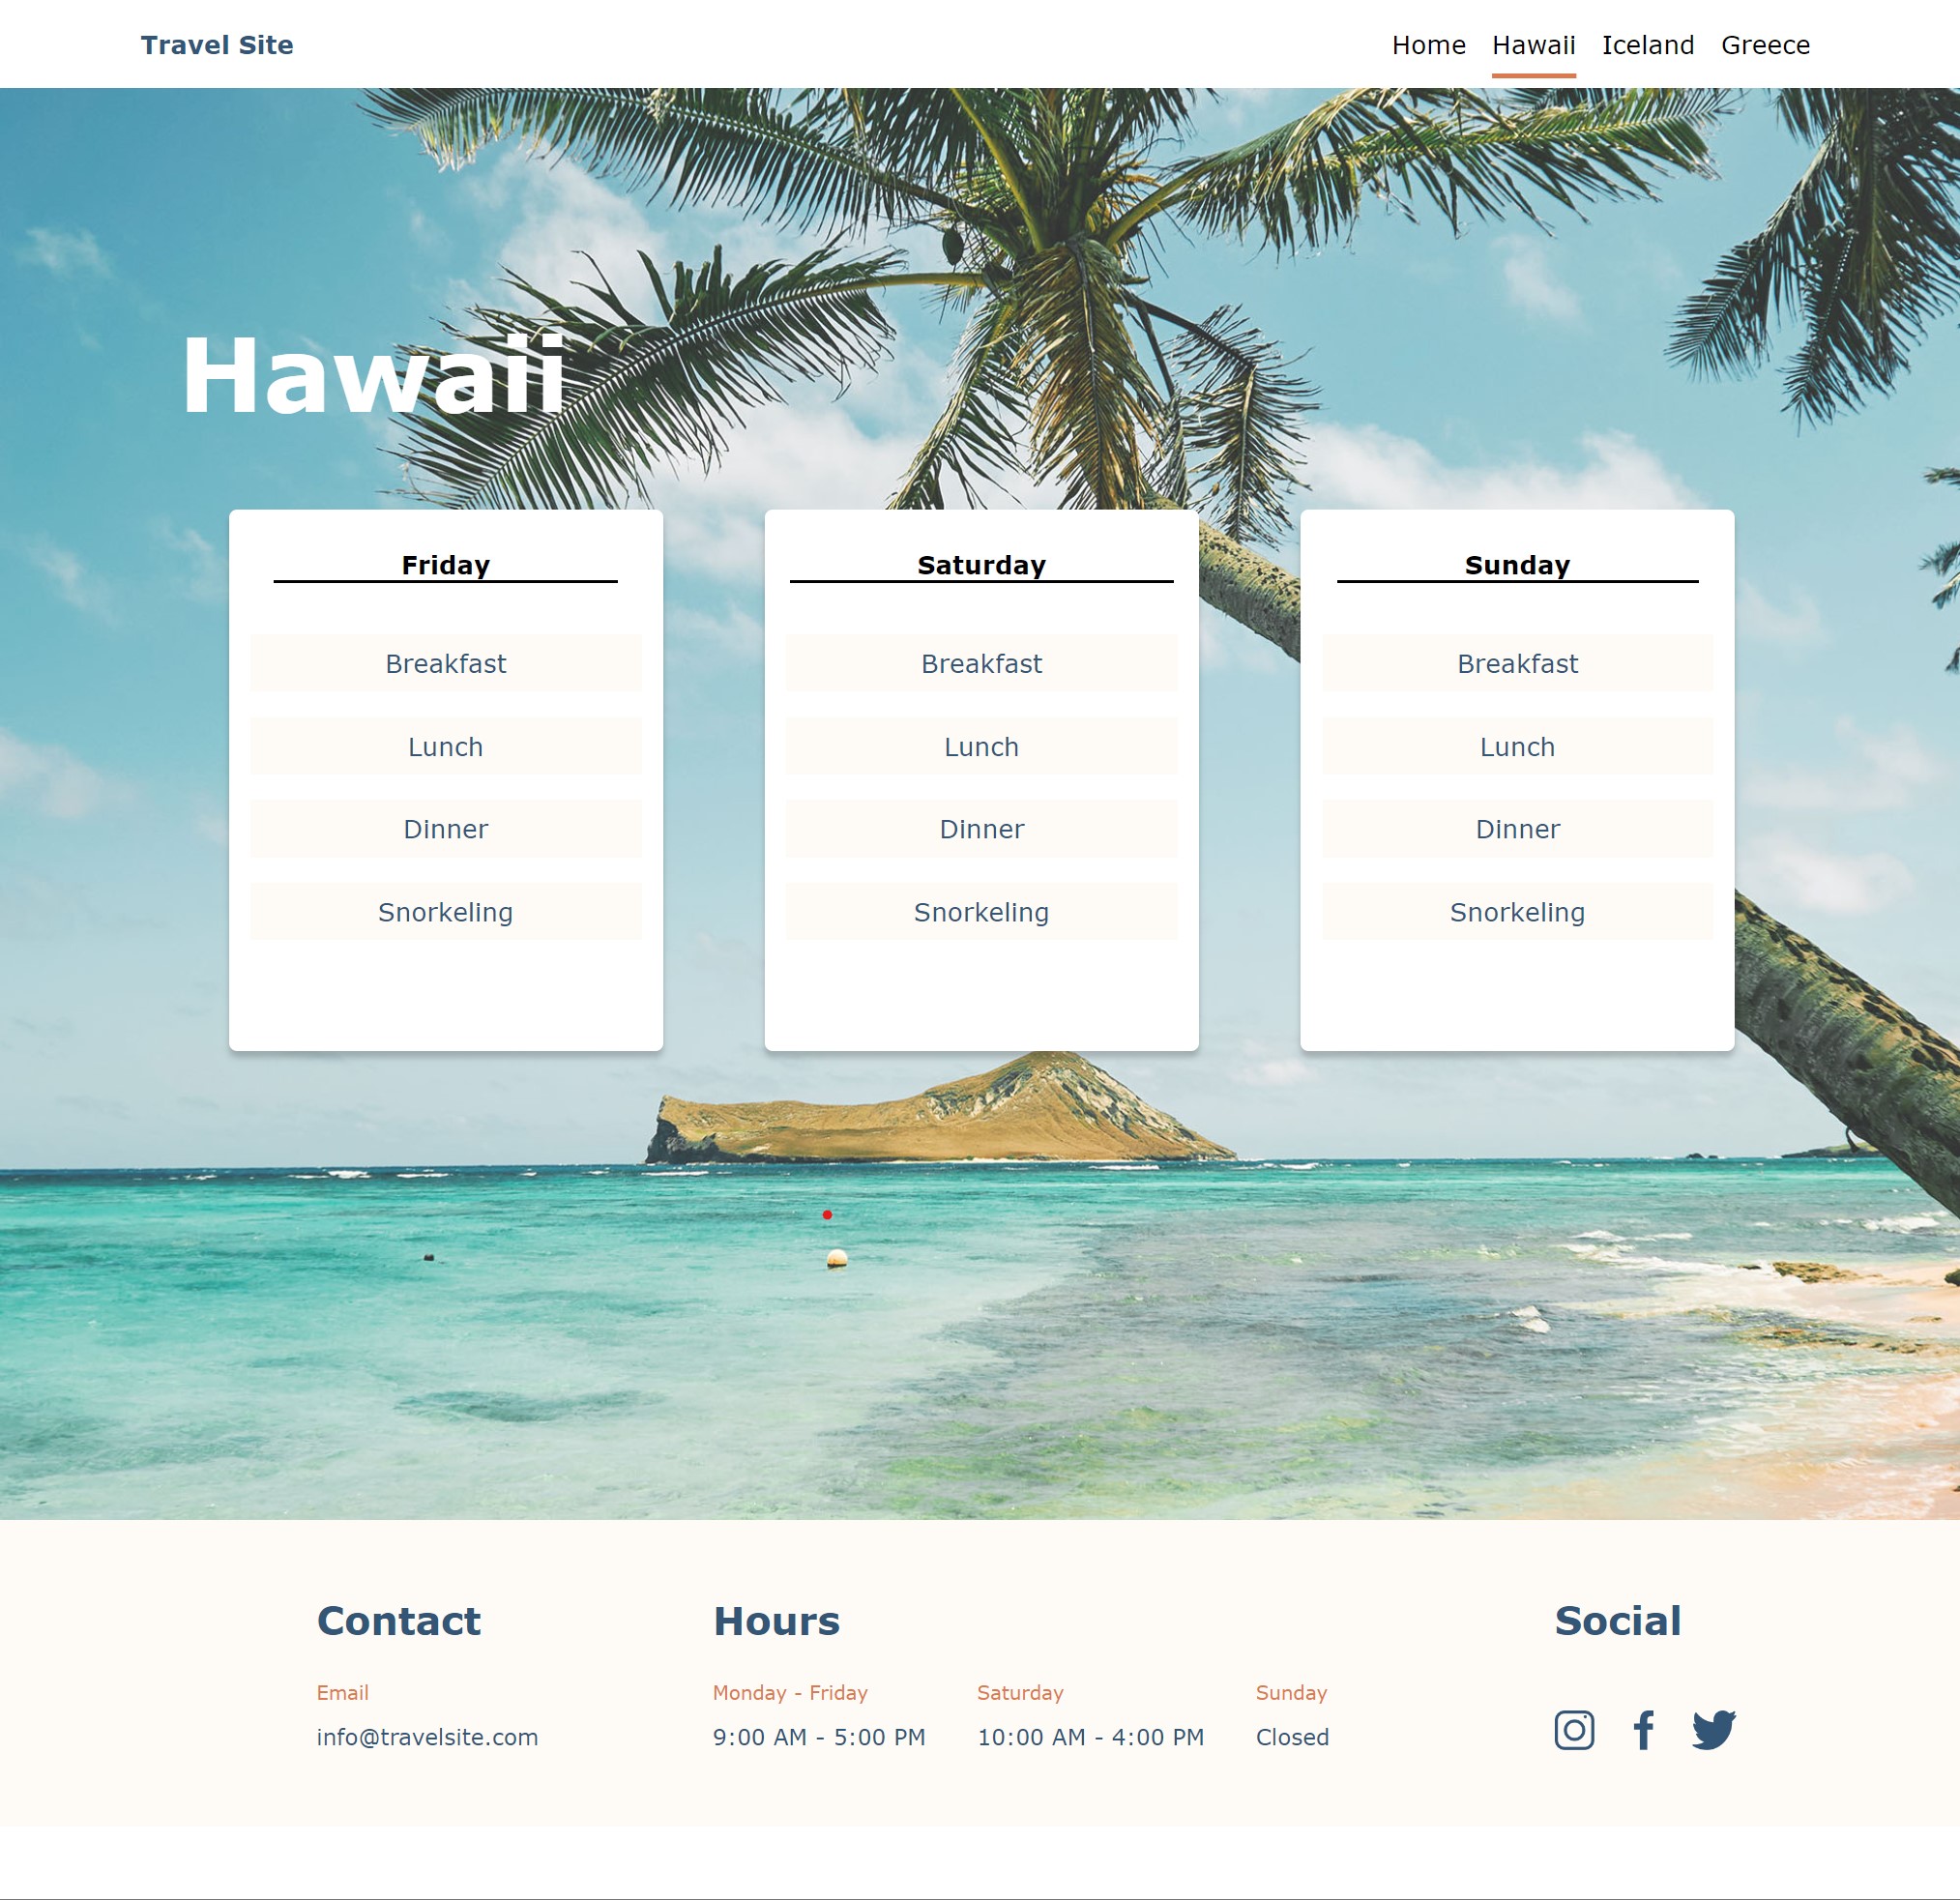 Travel Site
Home Hawaii Iceland Greece
Hawaii
Friday
Breakfast
Lunch
Dinner
Snorkeling
Saturday
Breakfast
Lunch
Dinner
Snorkeling
Sunday
Breakfast
Lunch
Dinner
Snorkeling
Contact
Email
info@travelsite.com
Hours
Monday - Friday
9:00 AM - 5:00 PM
Saturday
10:00 AM - 4:00 PM
Sunday
Closed
Social